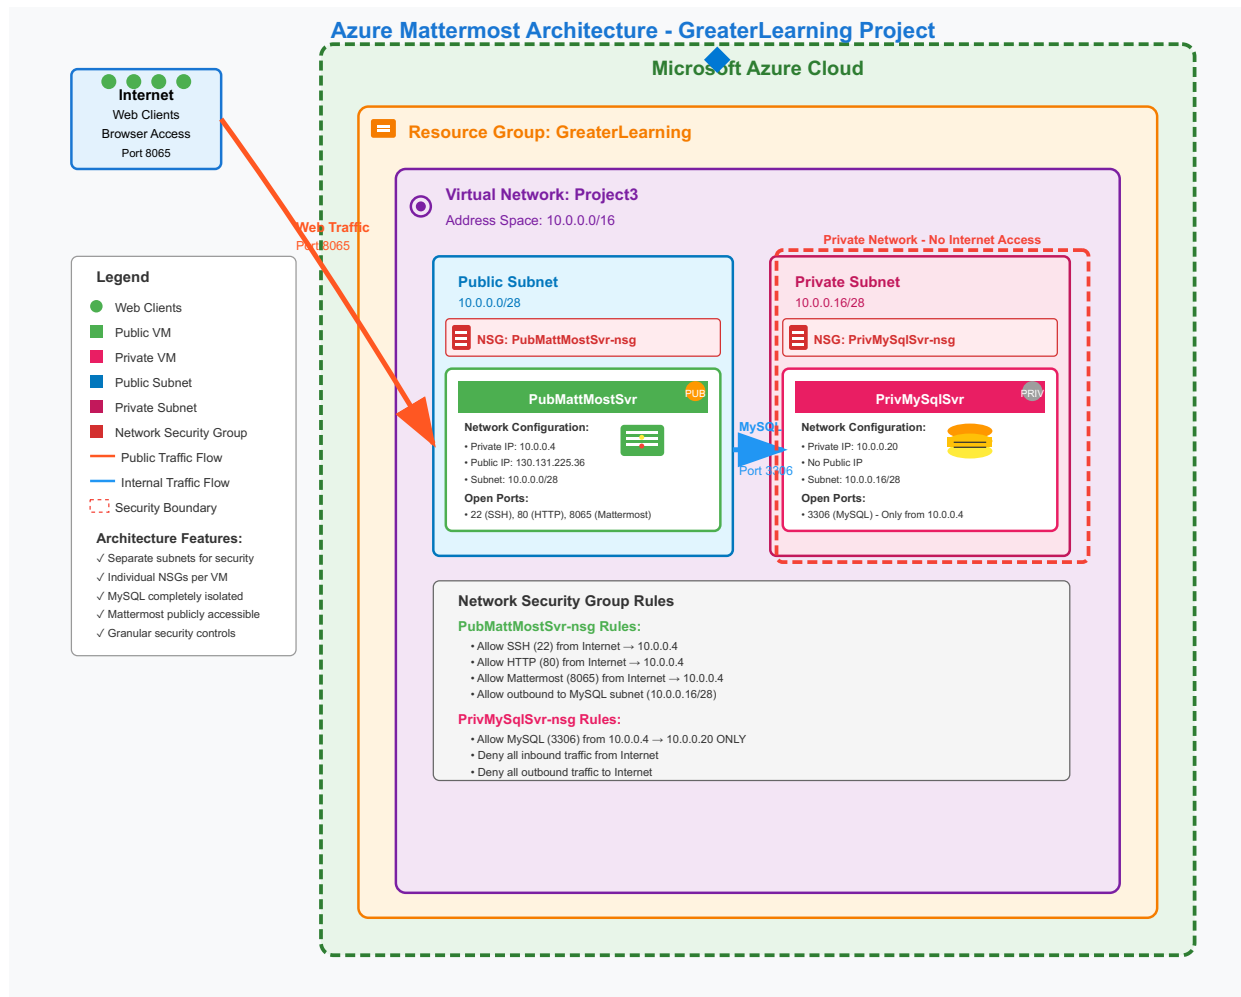 Azure Mattermost Architecture - GreaterLearning Project
Microsoft Azure Cloud
Internet
Web Clients
Browser Access
Port 8065
Resource Group: GreaterLearning
Virtual Network: Project3
Address Space: 10.0.0.0/16
Web Traffic
Port 8065
Private Network - No Internet Access
Public Subnet
10.0.0.0/28
NSG: PubMattMostSvr-nsg
PubMattMostSvr
PUB
Network Configuration:
• Private IP: 10.0.0.4
• Public IP: 130.131.225.36
• Subnet: 10.0.0.0/28
Open Ports:
• 22 (SSH), 80 (HTTP), 8065 (Mattermost)
MySQL
Port 3306
Private Subnet
10.0.0.16/28
NSG: PrivMySqlSvr-nsg
PrivMySqlSvr
PRIV
Network Configuration:
• Private IP: 10.0.0.20
• No Public IP
• Subnet: 10.0.0.16/28
Open Ports:
• 3306 (MySQL) - Only from 10.0.0.4
Legend
Web Clients
Public VM
Private VM
Public Subnet
Private Subnet
Network Security Group
Public Traffic Flow
Internal Traffic Flow
Security Boundary
Architecture Features:
✓ Separate subnets for security
✓ Individual NSGs per VM
✓ MySQL completely isolated
✓ Mattermost publicly accessible
✓ Granular security controls
Network Security Group Rules
PubMattMostSvr-nsg Rules:
• Allow SSH (22) from Internet → 10.0.0.4
• Allow HTTP (80) from Internet → 10.0.0.4
• Allow Mattermost (8065) from Internet → 10.0.0.4
• Allow outbound to MySQL subnet (10.0.0.16/28)
PrivMySqlSvr-nsg Rules:
• Allow MySQL (3306) from 10.0.0.4 → 10.0.0.20 ONLY
• Deny all inbound traffic from Internet
• Deny all outbound traffic to Internet